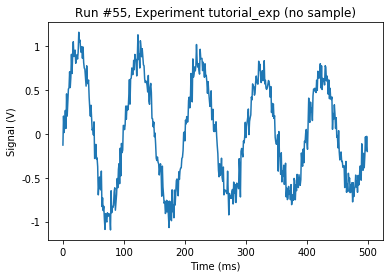 Run #55, Experiment tutorial_exp (no sample)
1
0.5
0
-0.5
-1
Signal (V)
0 100 200 300 400 500
Time (ms)